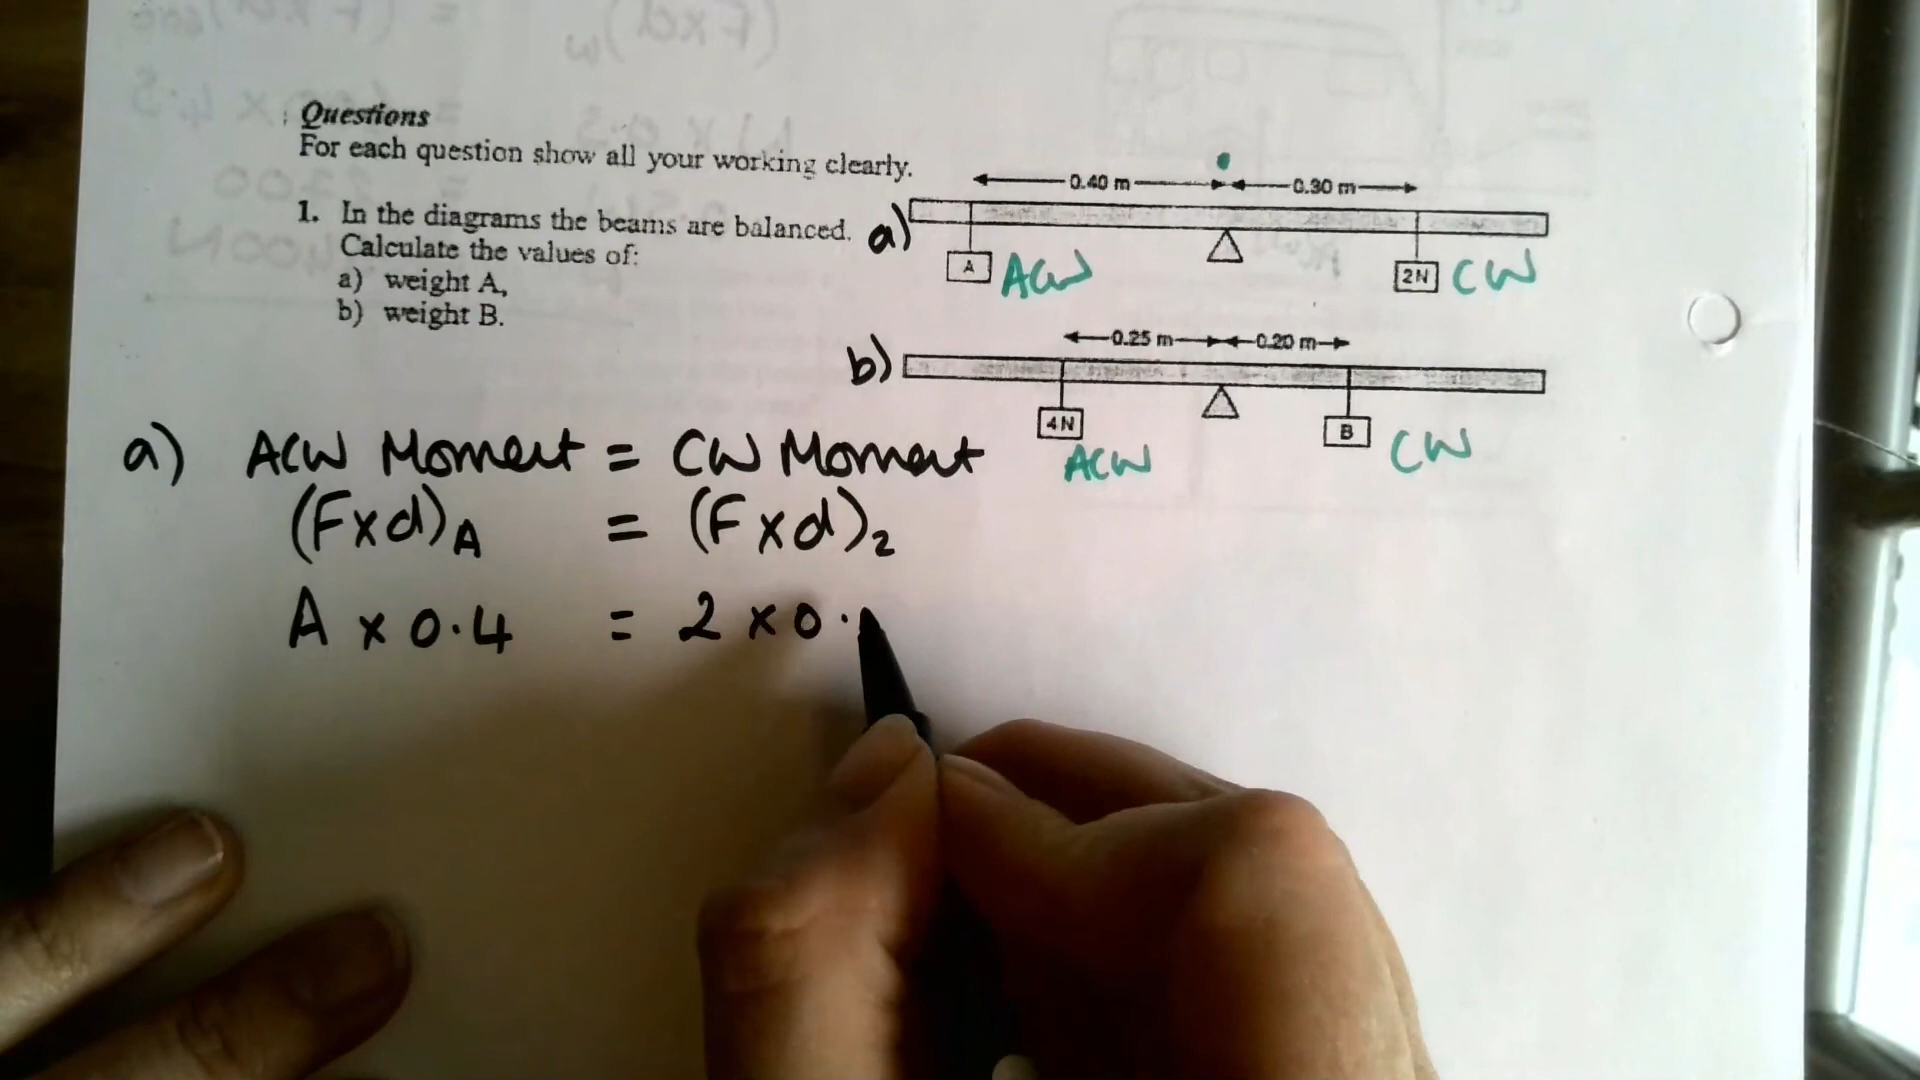 Questions
For each question show all your working clearly.
1. In the diagrams the beams are balanced.
Calculate the values of:
a) weight A,
b) weight B.
a)
0.40 m
0.30 m
A
ACW
2N
CW
b)
0.25 m
0.20 m
4N
ACW
B
CW
a) ACW Moment = CW Moment
(Fxd)A = (Fxd)2
A x 0.4 = 2 x 0.